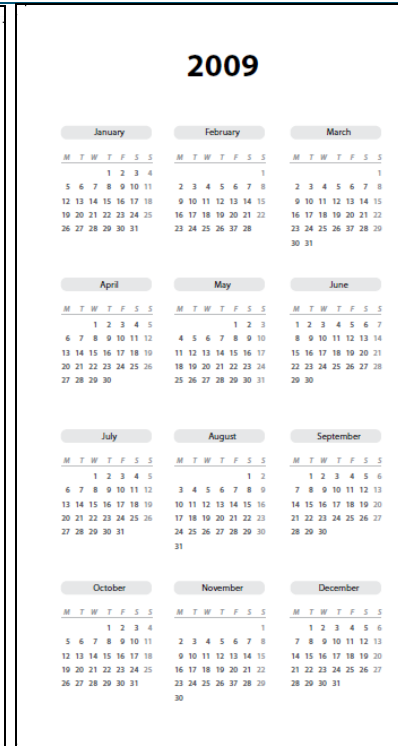 2009
January
M T W T F S S
1 2 3 4
5 6 7 8 9 10 11
12 13 14 15 16 17 18
19 20 21 22 23 24 25
26 27 28 29 30 31
February
M T W T F S S
1
2 3 4 5 6 7 8
9 10 11 12 13 14 15
16 17 18 19 20 21 22
23 24 25 26 37 28
March
M T W T F S S
1
2 3 4 5 6 7 8
9 10 11 12 13 14 15
16 17 18 19 20 21 22
23 24 25 26 37 28 29
30 31
April
M T W T F S S
1 2 3 4 5
6 7 8 9 10 11 12
13 14 15 16 17 18 19
20 21 22 23 24 25 26
27 28 29 30
May
M T W T F S S
1 2 3
4 5 6 7 8 9 10
11 12 13 14 15 16 17
18 19 20 21 22 23 24
25 26 27 28 29 30 31
June
M T W T F S S
1 2 3 4 5 6 7
8 9 10 11 12 13 14
15 16 17 18 19 20 21
22 23 24 25 26 27 28
29 30
July
M T W T F S S
1 2 3 4 5
6 7 8 9 10 11 12
13 14 15 16 17 18 19
20 21 22 23 24 25 26
27 28 29 30 31
August
M T W T F S S
1 2
3 4 5 6 7 8 9
10 11 12 13 14 15 16
17 18 19 20 21 22 23
24 25 26 27 28 29 30
31
September
M T W T F S S
1 2 3 4 5 6
7 8 9 10 11 12 13
14 15 16 17 18 19 20
21 22 23 24 25 26 27
28 29 30
October
M T W T F S S
1 2 3 4
5 6 7 8 9 10 11
12 13 14 15 16 17 18
19 20 21 22 23 24 25
26 27 28 29 30 31
November
M T W T F S S
1
2 3 4 5 6 7 8
9 10 11 12 13 14 15
16 17 18 19 20 21 22
23 24 25 26 37 28 29
30
December
M T W T F S S
1 2 3 4 5 6
7 8 9 10 11 12 13
14 15 16 17 18 19 20
21 22 23 24 25 26 27
28 29 30 31